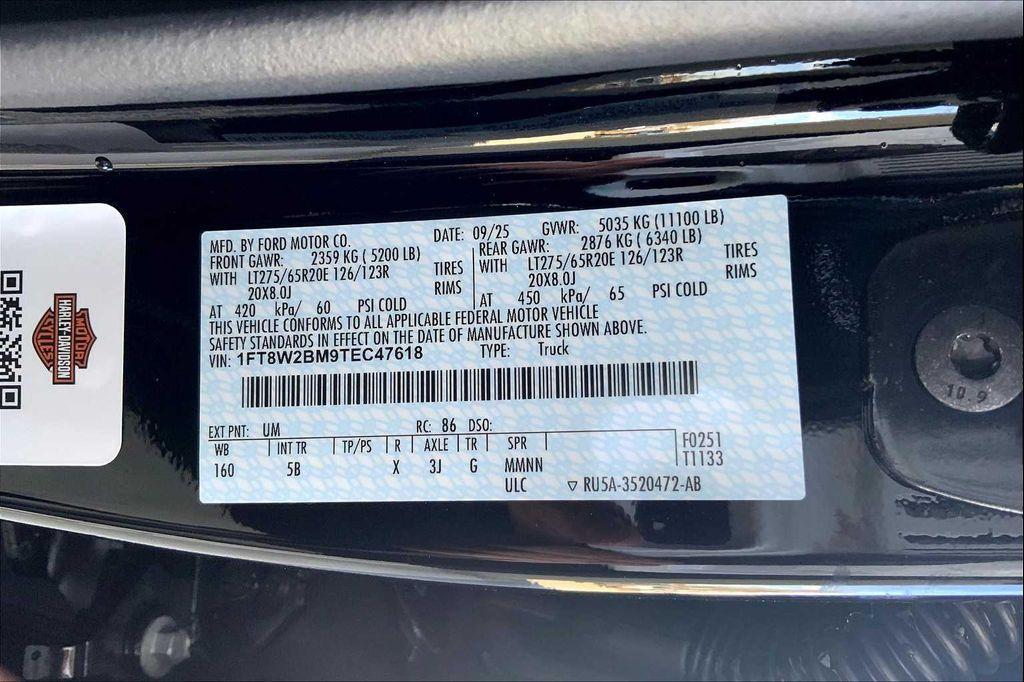 MOTOR
HARLEY-DAVIDSON
CYCLES
MFD. BY FORD MOTOR CO. DATE: 09/25 GVWR: 5035 KG (11100 LB)
FRONT GAWR: 2359 KG ( 5200 LB) REAR GAWR: 2876 KG ( 6340 LB)
WITH LT275/65R20E 126/123R TIRES WITH LT275/65R20E 126/123R TIRES
20X8.0J RIMS 20X8.0J RIMS
AT 420 kPa/ 60 PSI COLD AT 450 kPa/ 65 PSI COLD
THIS VEHICLE CONFORMS TO ALL APPLICABLE FEDERAL MOTOR VEHICLE
SAFETY STANDARDS IN EFFECT ON THE DATE OF MANUFACTURE SHOWN ABOVE.
VIN: 1FT8W2BM9TEC47618 TYPE: Truck
EXT PNT: UM RC: 86 DSO:
WB INT TR TP/PS R AXLE TR SPR F0251
160 5B X 3J G MMNN T1133
ULC ▽ RU5A-3520472-AB
10.9